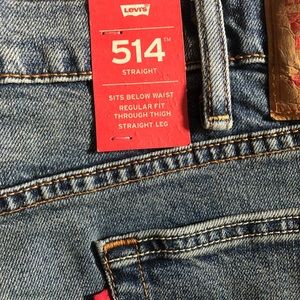 Levi's
514™
STRAIGHT
SITS BELOW WAIST
REGULAR FIT
THROUGH THIGH
STRAIGHT LEG